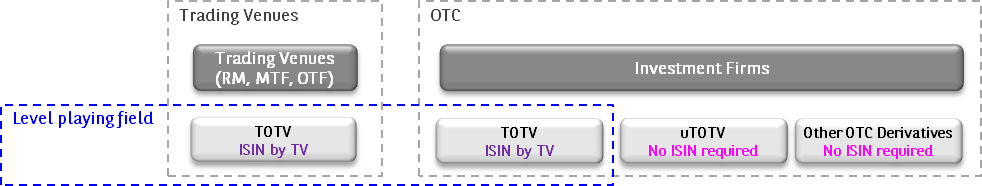 Trading Venues
OTC
Trading Venues
(RM, MTF, OTF)
Investment Firms
Level playing field
TOTV
ISIN by TV
TOTV
ISIN by TV
uTOTV
No ISIN required
Other OTC Derivatives
No ISIN required